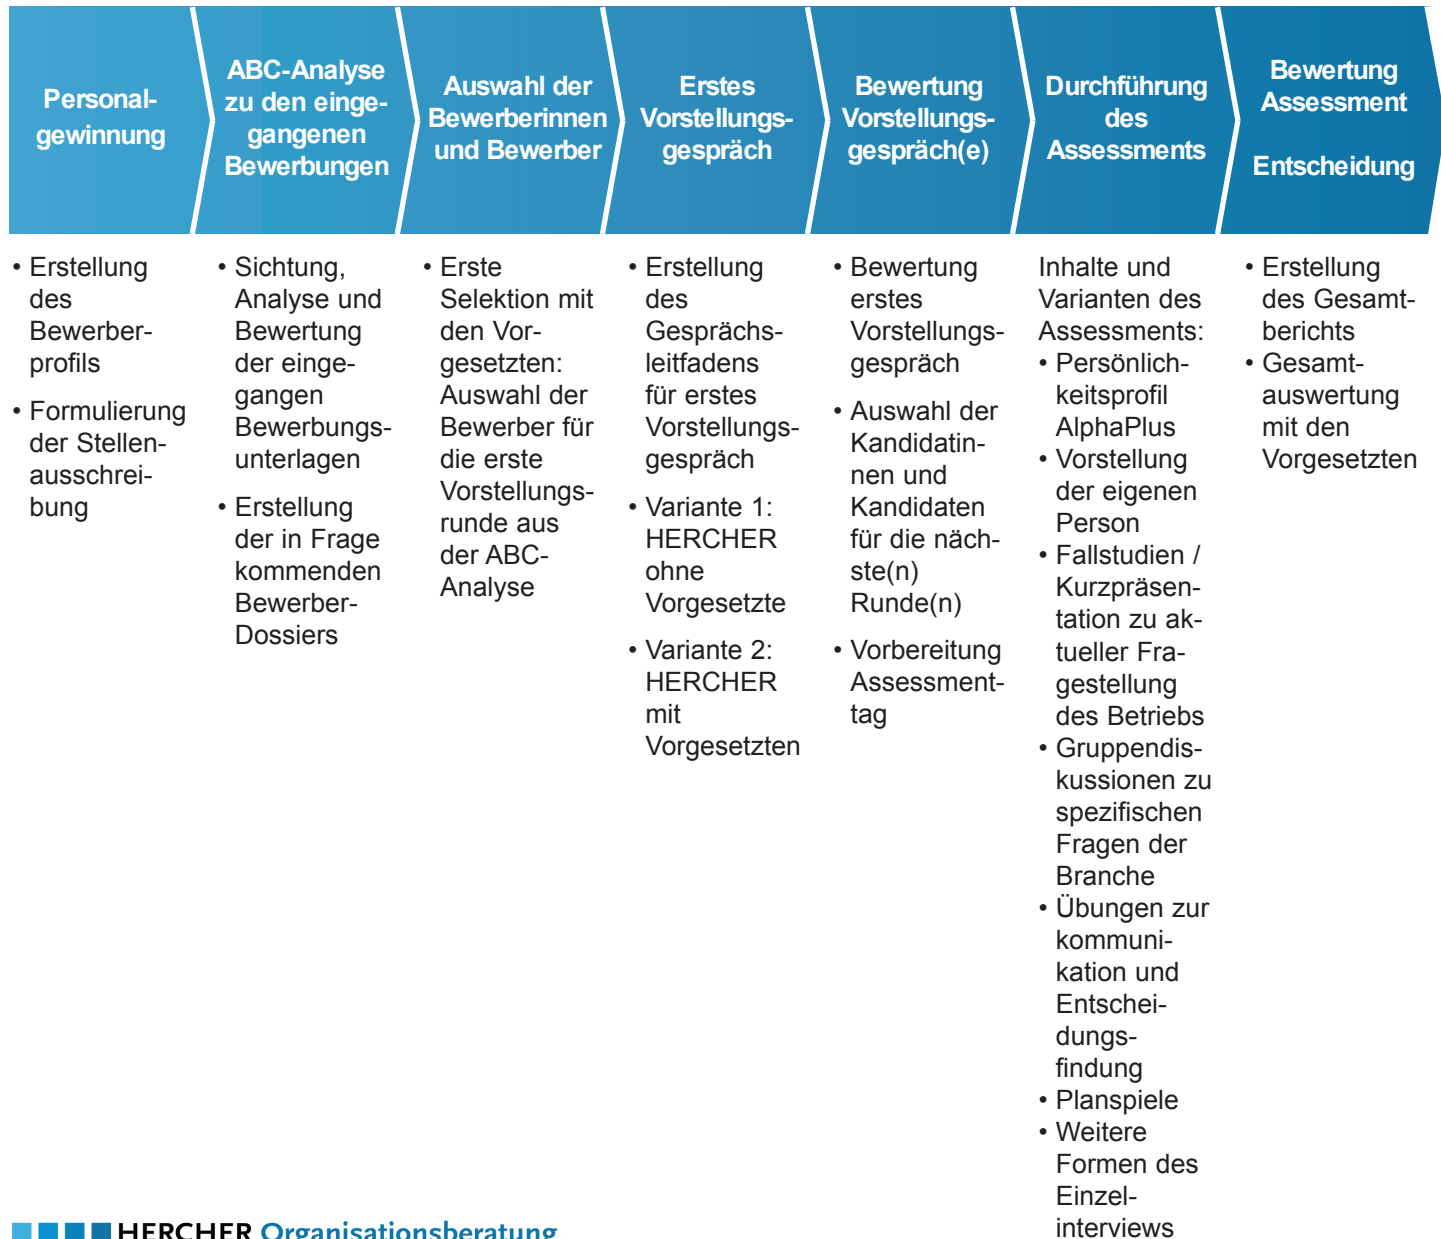 Personal-
gewinnung
ABC-Analyse
zu den einge-
gangenen
Bewerbungen
Auswahl der
Bewerberinnen
und Bewerber
Erstes
Vorstellungs-
gespräch
Bewertung
Vorstellungs-
gespräch(e)
Durchführung
des
Assessments
Bewertung
Assessment
Entscheidung
• Erstellung
des
Bewerber-
profils
• Formulierung
der Stellen-
ausschrei-
bung
• Sichtung,
Analyse und
Bewertung
der einge-
gangen
Bewerbungs-
unterlagen
• Erstellung
der in Frage
kommenden
Bewerber-
Dossiers
• Erste
Selektion mit
den Vor-
gesetzten:
Auswahl der
Bewerber für
die erste
Vorstellungs-
runde aus
der ABC-
Analyse
• Erstellung
des
Gesprächs-
leitfadens
für erstes
Vorstellungs-
gespräch
• Variante 1:
HERCHER
ohne
Vorgesetzte
• Variante 2:
HERCHER
mit
Vorgesetzten
• Bewertung
erstes
Vorstellungs-
gespräch
• Auswahl der
Kandidatin-
nen und
Kandidaten
für die näch-
ste(n)
Runde(n)
• Vorbereitung
Assessment-
tag
Inhalte und
Varianten des
Assessments:
• Persönlich-
keitsprofil
AlphaPlus
• Vorstellung
der eigenen
Person
• Fallstudien /
Kurzpräsen-
tation zu ak-
tueller Fra-
gestellung
des Betriebs
• Gruppendis-
kussionen zu
spezifischen
Fragen der
Branche
• Übungen zur
kommuni-
kation und
Entschei-
dungs-
findung
• Planspiele
• Weitere
Formen des
Einzel-
interviews
• Erstellung
des Gesamt-
berichts
• Gesamt-
auswertung
mit den
Vorgesetzten
HERCHER Organisationsberatung